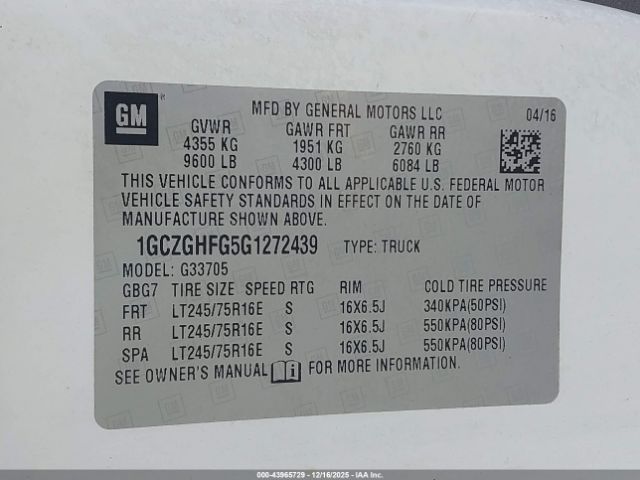 GM
MFD BY GENERAL MOTORS LLC 04/16
GVWR GAWR FRT GAWR RR
4355 KG 1951 KG 2760 KG
9600 LB 4300 LB 6084 LB
THIS VEHICLE CONFORMS TO ALL APPLICABLE U.S. FEDERAL MOTOR
VEHICLE SAFETY STANDARDS IN EFFECT ON THE DATE OF
MANUFACTURE SHOWN ABOVE.
1GCZGHFG5G1272439 TYPE: TRUCK
MODEL: G33705
GBG7 TIRE SIZE SPEED RTG RIM COLD TIRE PRESSURE
FRT LT245/75R16E S 16X6.5J 340KPA(50PSI)
RR LT245/75R16E S 16X6.5J 550KPA(80PSI)
SPA LT245/75R16E S 16X6.5J 550KPA(80PSI)
SEE OWNER'S MANUAL i FOR MORE INFORMATION.
000-43965729 | 12/16/2025 - IAA, Inc.